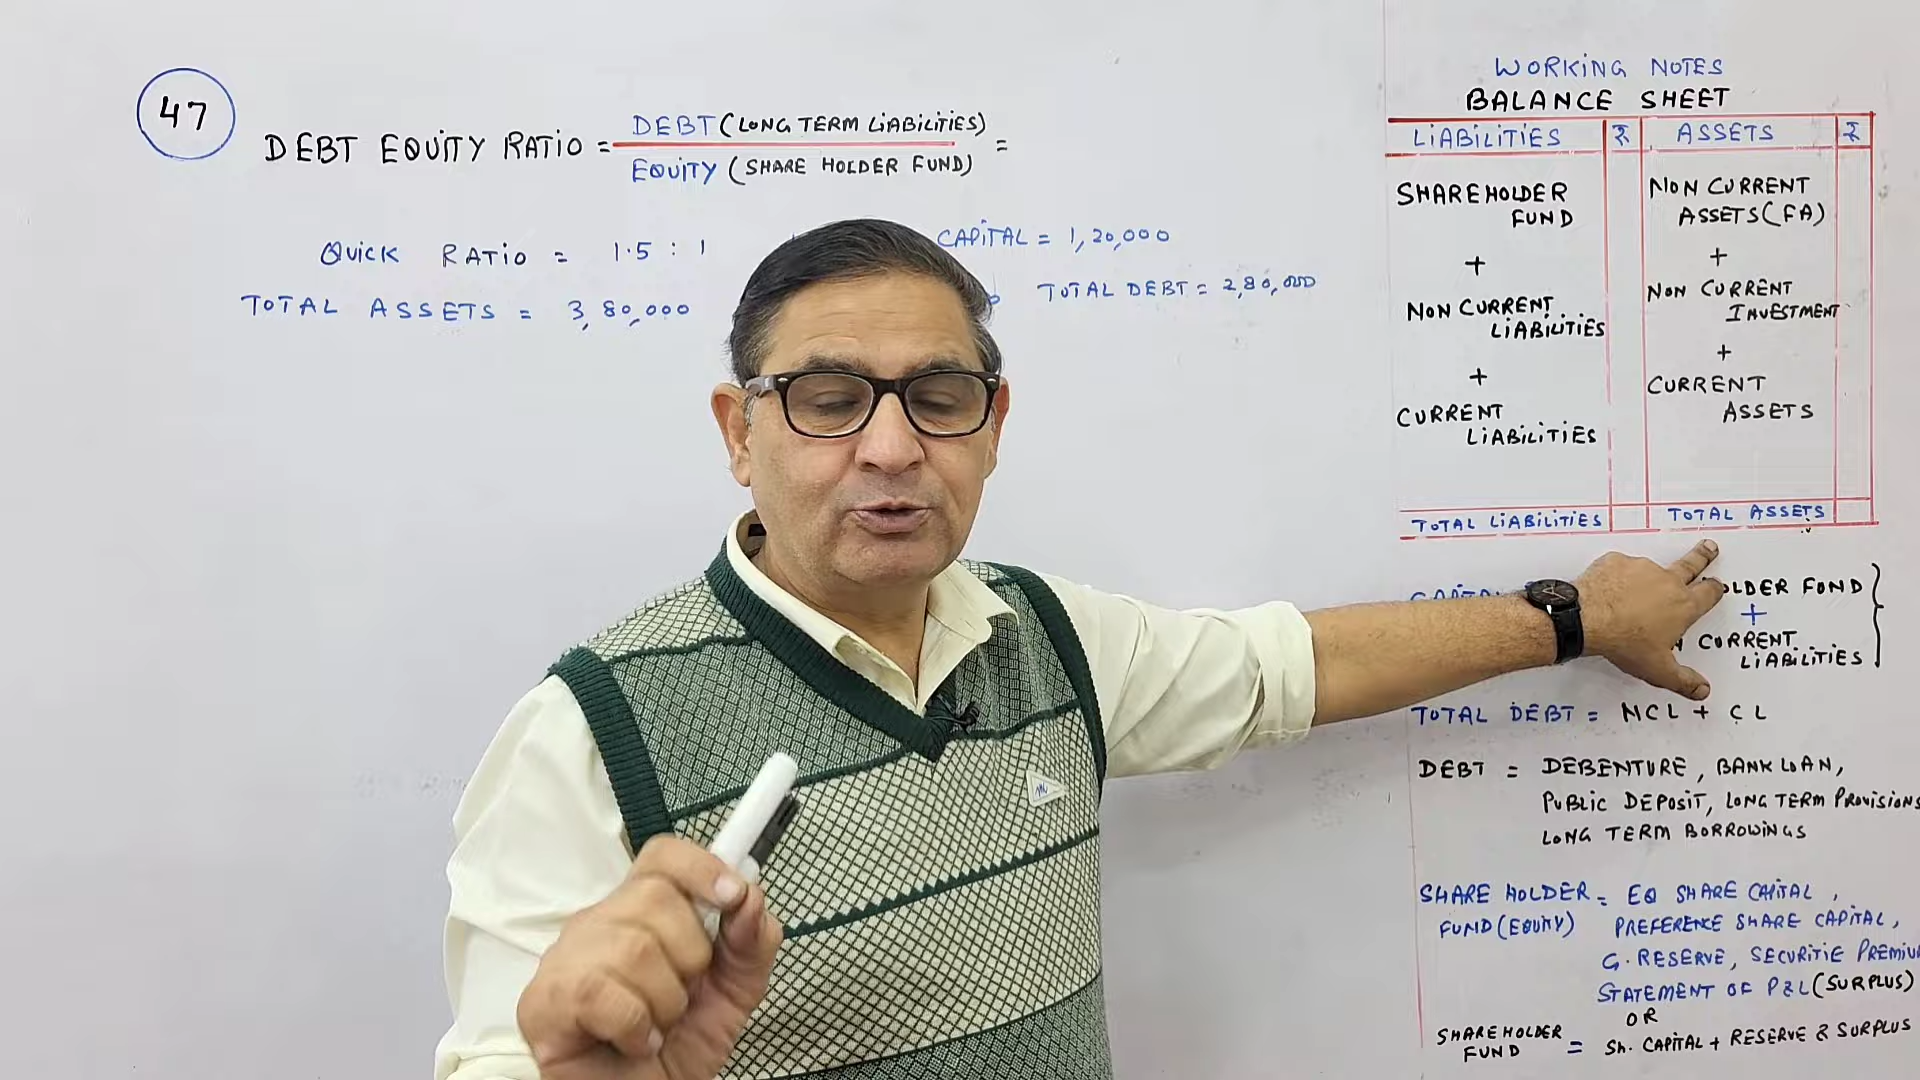 47
DEBT EQUITY RATIO = DEBT (LONG TERM LIABILITIES) =
EQUITY (SHARE HOLDER FUND)
QUICK RATIO = 1.5 : 1
CAPITAL = 1,20,000
TOTAL ASSETS = 3,80,000
TOTAL DEBT = 2,80,000
WORKING NOTES
BALANCE SHEET
LIABILITIES ₹ ASSETS ₹
SHAREHOLDER
FUND
+
NON CURRENT
LIABILITIES
+
CURRENT
LIABILITIES
TOTAL LIABILITIES
NON CURRENT
ASSETS (FA)
+
NON CURRENT
INVESTMENT
+
CURRENT
ASSETS
TOTAL ASSETS
OLDER FUND
+
CURRENT
LIABILITIES
TOTAL DEBT = NCL + CL
DEBT = DEBENTURE, BANK LOAN,
PUBLIC DEPOSIT, LONG TERM PROVISIONS
LONG TERM BORROWINGS
SHARE HOLDER = EQ SHARE CAPITAL,
FUND (EQUITY) PREFERENCE SHARE CAPITAL,
G. RESERVE, SECURITIE PREMIU
STATEMENT OF P&L (SURPLUS)
OR
SHAREHOLDER
FUND = Sh. CAPITAL + RESERVE & SURPLUS